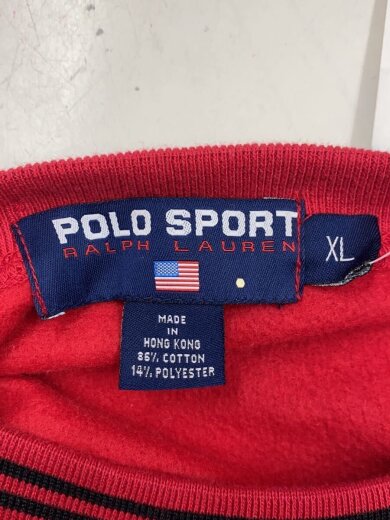 POLO SPORT
RALPH LAUREN
XL
MADE
IN
HONG KONG
86% COTTON
14% POLYESTER